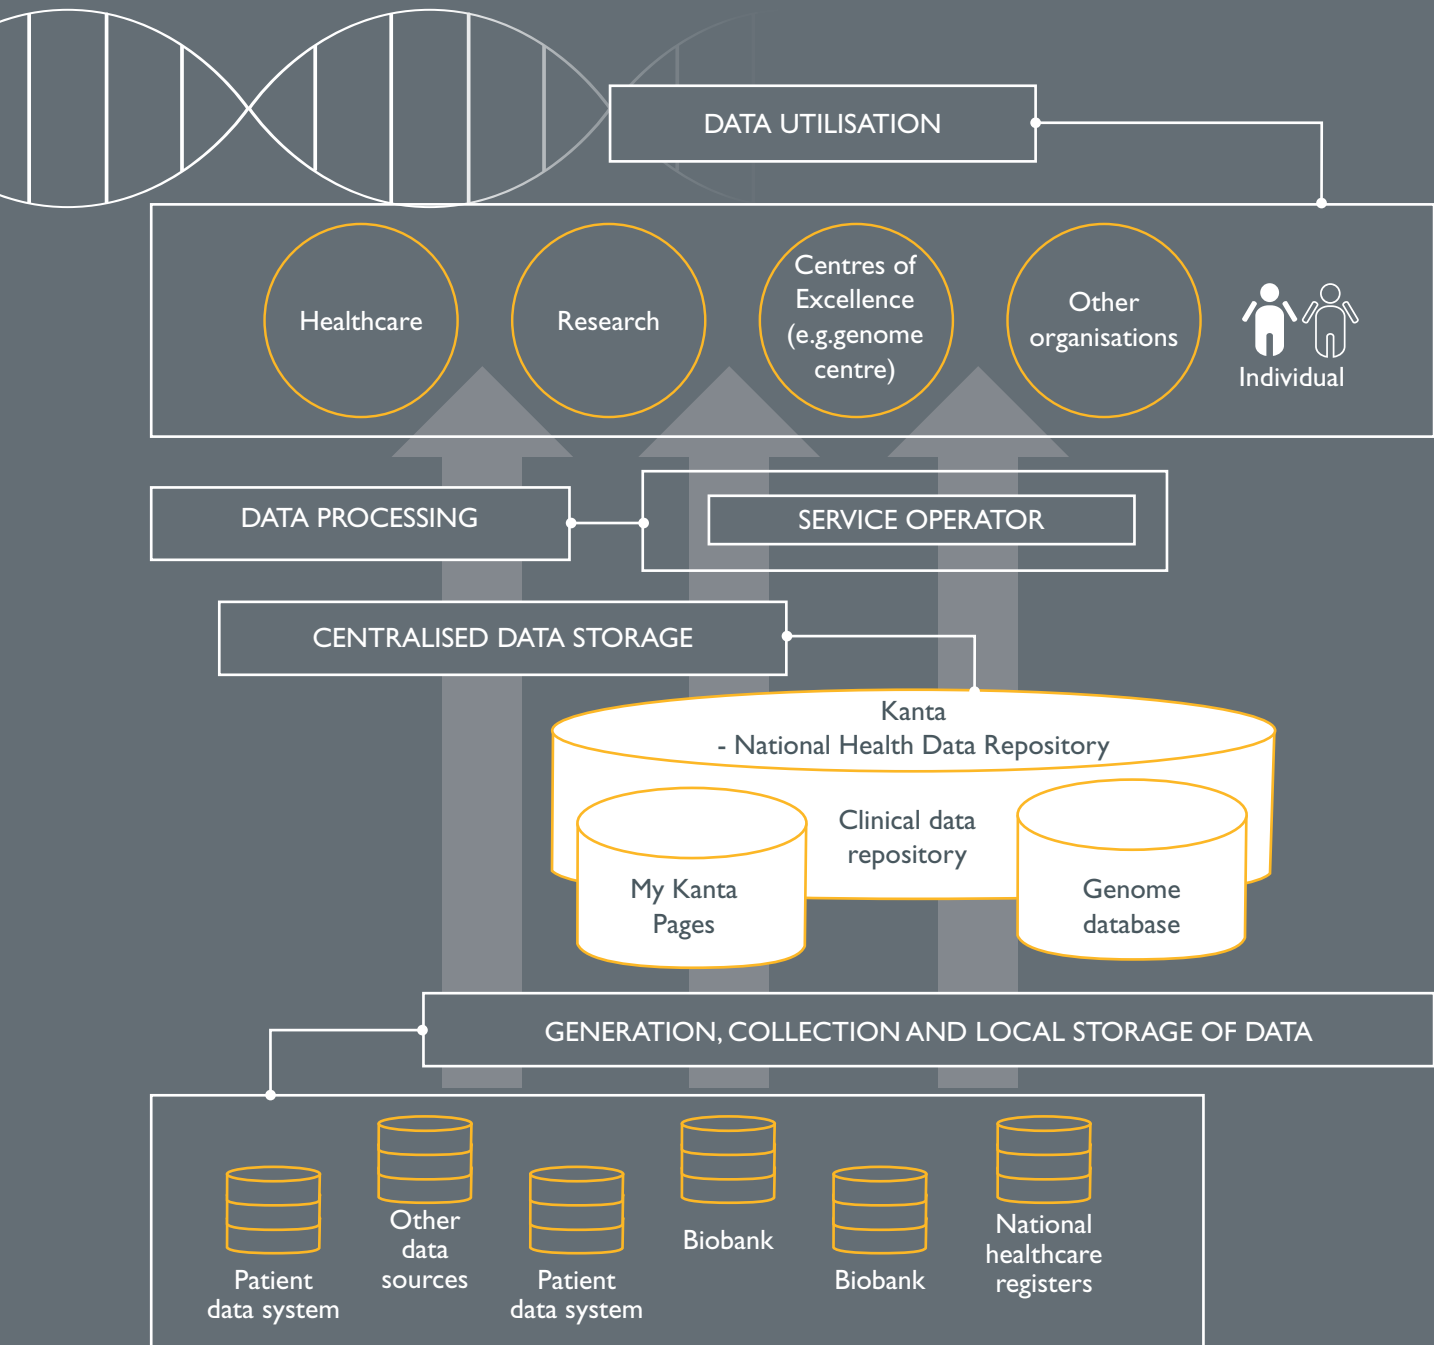 DATA UTILISATION
Healthcare
Research
Centres of
Excellence
(e.g.genome
centre)
Other
organisations
Individual
DATA PROCESSING
SERVICE OPERATOR
CENTRALISED DATA STORAGE
Kanta
- National Health Data Repository
Clinical data
repository
My Kanta
Pages
Genome
database
GENERATION, COLLECTION AND LOCAL STORAGE OF DATA
Patient
data system
Other
data
sources
Patient
data system
Biobank
Biobank
National
healthcare
registers